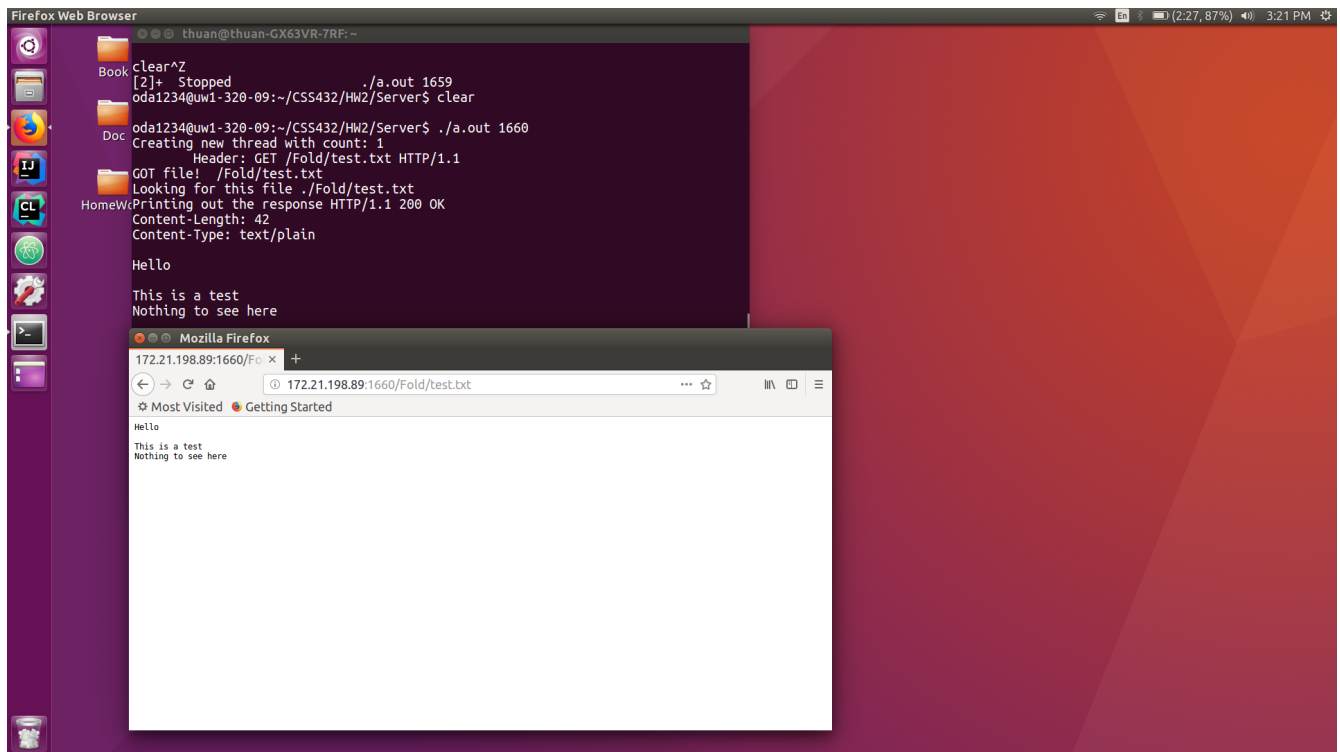 Firefox Web Browser
En (2:27, 87%) 3:21 PM
Book
Doc
HomeWo
thuan@thuan-GX63VR-7RF: ~
clear^Z
[2]+  Stopped                 ./a.out 1659
oda1234@uw1-320-09:~/CSS432/HW2/Server$ clear
oda1234@uw1-320-09:~/CSS432/HW2/Server$ ./a.out 1660
Creating new thread with count: 1
        Header: GET /Fold/test.txt HTTP/1.1
GOT file!  /Fold/test.txt
Looking for this file ./Fold/test.txt
Printing out the response HTTP/1.1 200 OK
Content-Length: 42
Content-Type: text/plain
Hello
This is a test
Nothing to see here
Mozilla Firefox
172.21.198.89:1660/Fo
172.21.198.89:1660/Fold/test.txt
Most Visited Getting Started
Hello
This is a test
Nothing to see here
IJ
CL